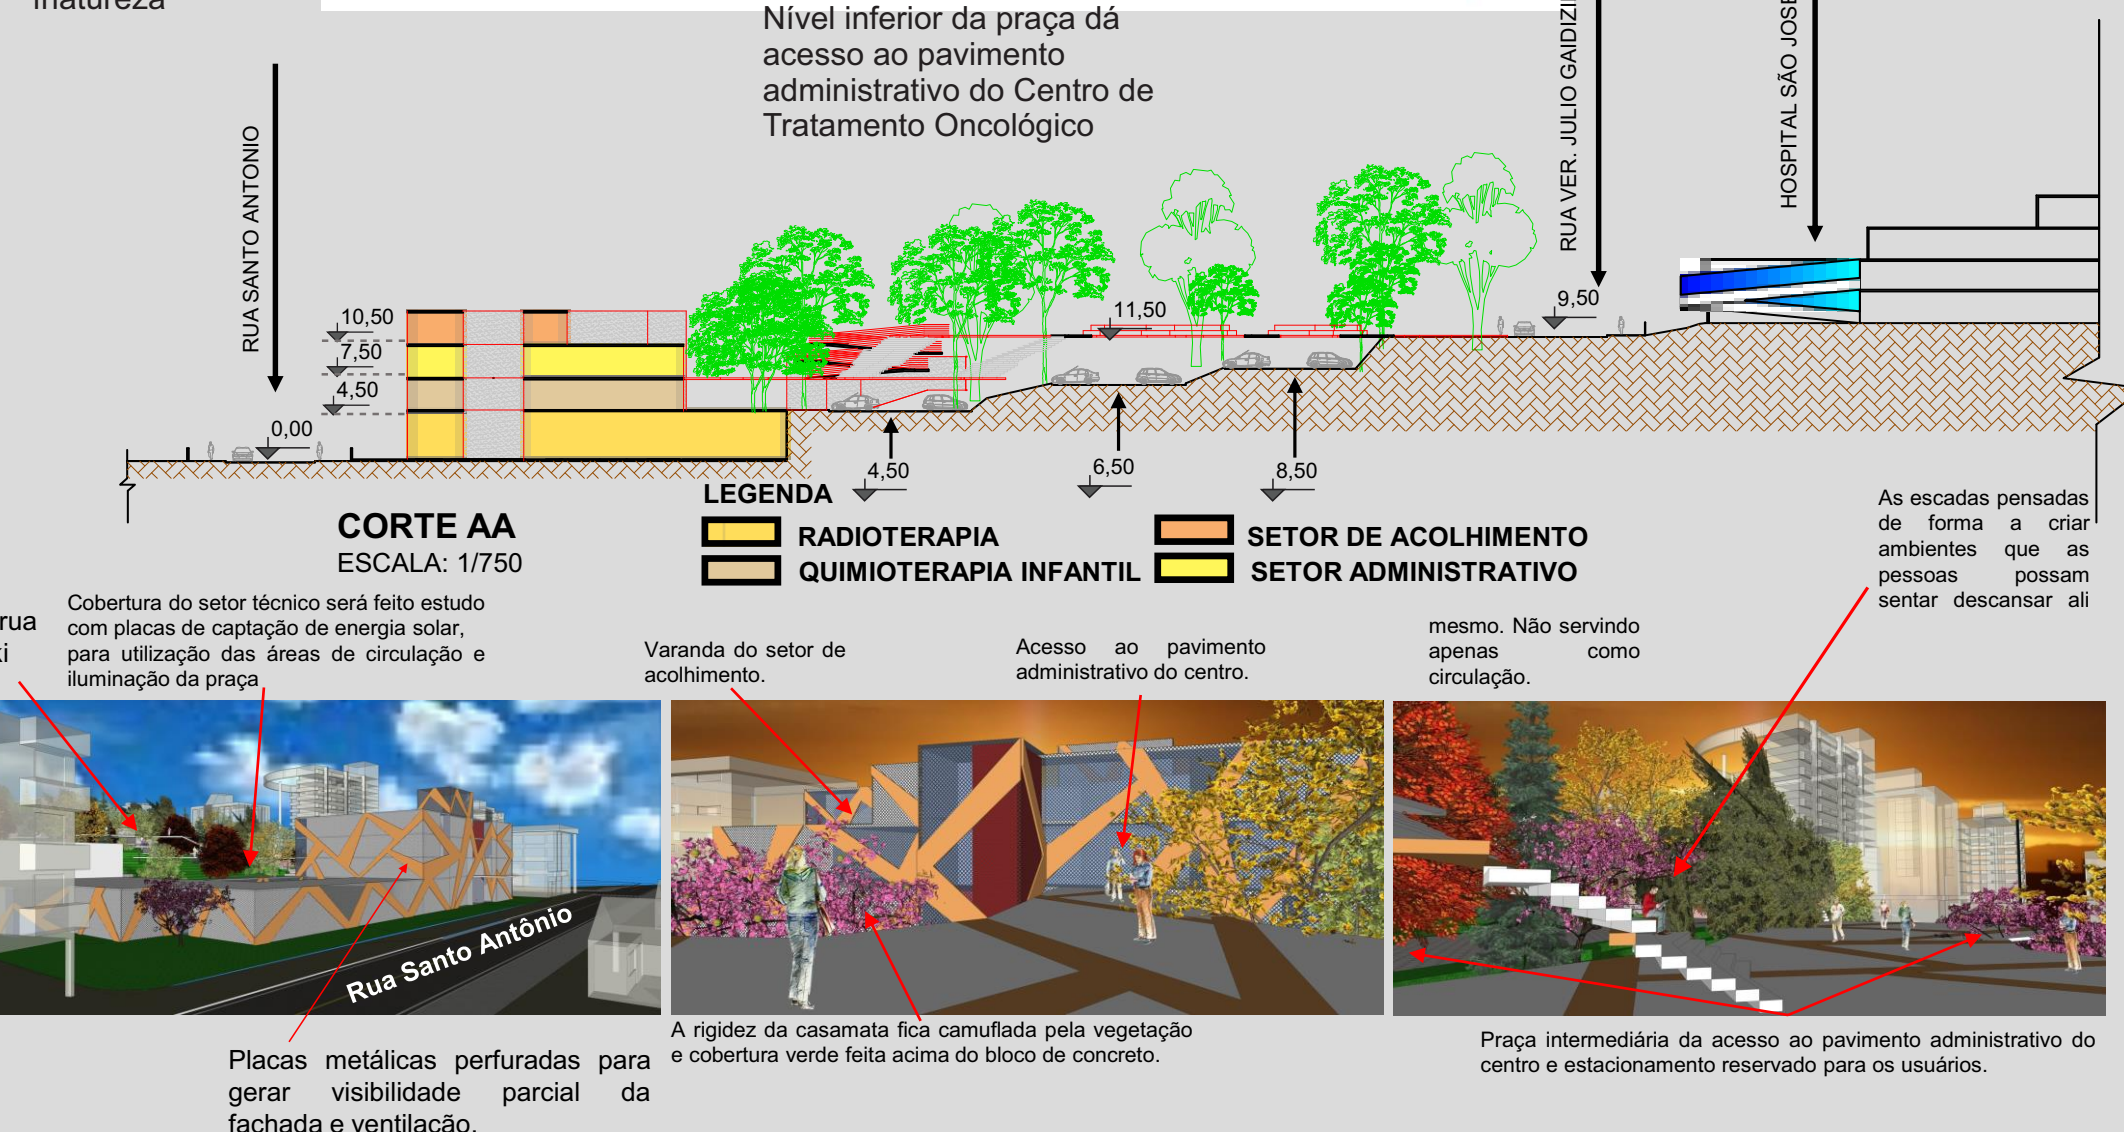 Nível inferior da praça dá
acesso ao pavimento
administrativo do Centro de
Tratamento Oncológico
RUA SANTO ANTONIO
RUA VER. JULIO
HOSPITAL SÃO JOSE
10,50
7,50
4,50
0,00
11,50
9,50
4,50
6,50
8,50
CORTE AA
ESCALA: 1/750
LEGENDA
RADIOTERAPIA
QUIMIOTERAPIA INFANTIL
SETOR DE ACOLHIMENTO
SETOR ADMINISTRATIVO
As escadas pensadas
de forma a criar
ambientes que as
pessoas possam
sentar descansar ali
mesmo. Não servindo
apenas como
circulação.
rua
ki
Cobertura do setor técnico será feito estudo
com placas de captação de energia solar,
para utilização das áreas de circulação e
iluminação da praça
Varanda do setor de
acolhimento.
Acesso ao pavimento
administrativo do centro.
Rua Santo Antônio
Placas metálicas perfuradas para
gerar visibilidade parcial da
fachada e ventilação.
A rigidez da casamata fica camuflada pela vegetação
e cobertura verde feita acima do bloco de concreto.
Praça intermediária da acesso ao pavimento administrativo do
centro e estacionamento reservado para os usuários.